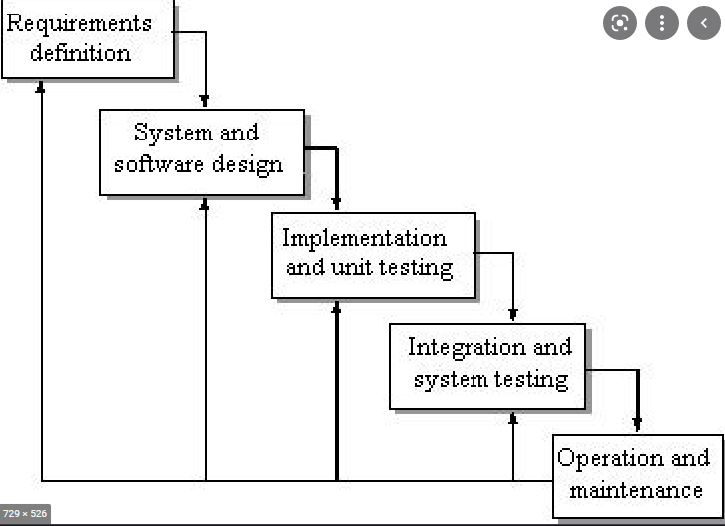 Requirements
definition
System and
software design
Implementation
and unit testing
Integration and
system testing
Operation and
maintenance
729 × 526